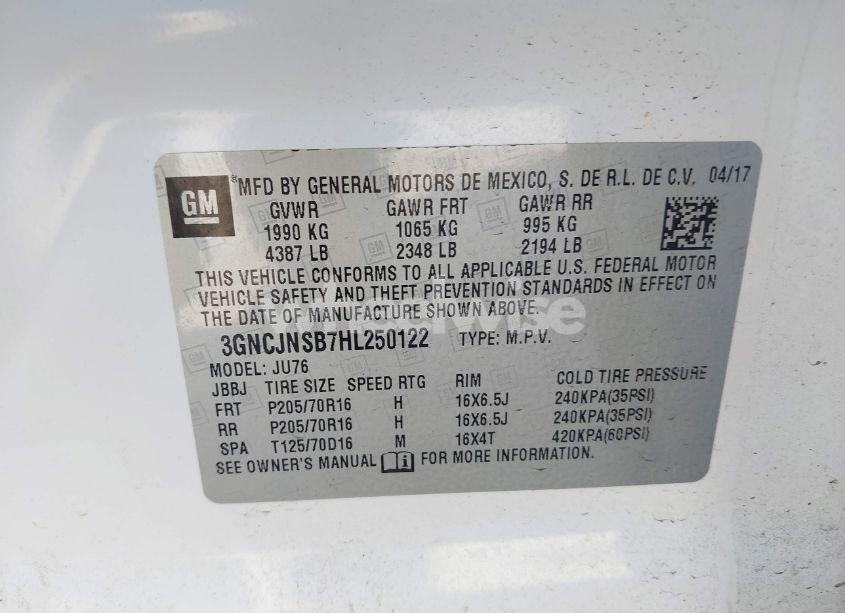 GM
MFD BY GENERAL MOTORS DE MEXICO, S. DE R.L. DE C.V. 04/17
GVWR GAWR FRT GAWR RR
1990 KG 1065 KG 995 KG
4387 LB 2348 LB 2194 LB
THIS VEHICLE CONFORMS TO ALL APPLICABLE U.S. FEDERAL MOTOR
VEHICLE SAFETY AND THEFT PREVENTION STANDARDS IN EFFECT ON
THE DATE OF MANUFACTURE SHOWN ABOVE.
3GNCJNSB7HL250122 TYPE: M.P.V.
MODEL: JU76
JBBJ TIRE SIZE SPEED RTG RIM COLD TIRE PRESSURE
FRT P205/70R16 H 16X6.5J 240KPA(35PSI)
RR P205/70R16 H 16X6.5J 240KPA(35PSI)
SPA T125/70D16 M 16X4T 420KPA(60PSI)
SEE OWNER'S MANUAL FOR MORE INFORMATION.